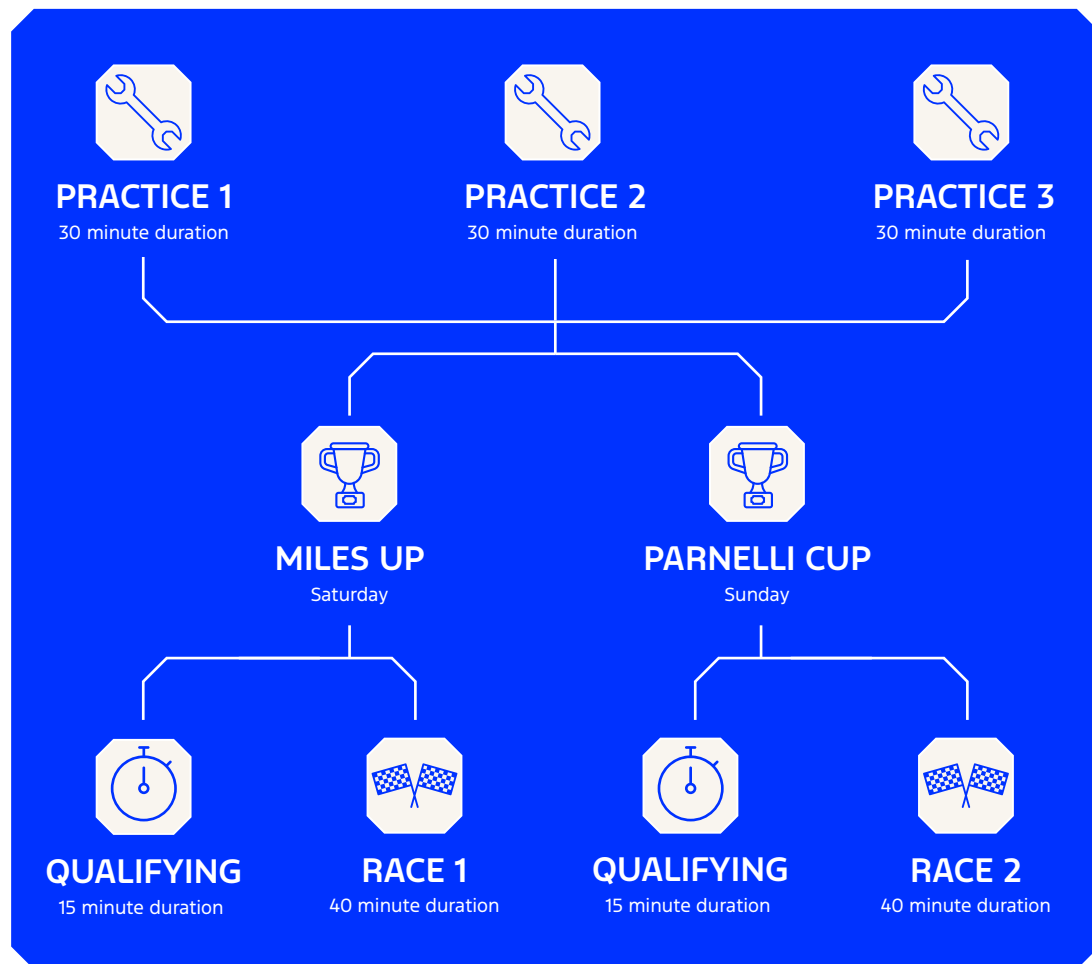 PRACTICE 1
30 minute duration
PRACTICE 2
30 minute duration
PRACTICE 3
30 minute duration
MILES UP
Saturday
PARNELLI CUP
Sunday
QUALIFYING
15 minute duration
RACE 1
40 minute duration
QUALIFYING
15 minute duration
RACE 2
40 minute duration